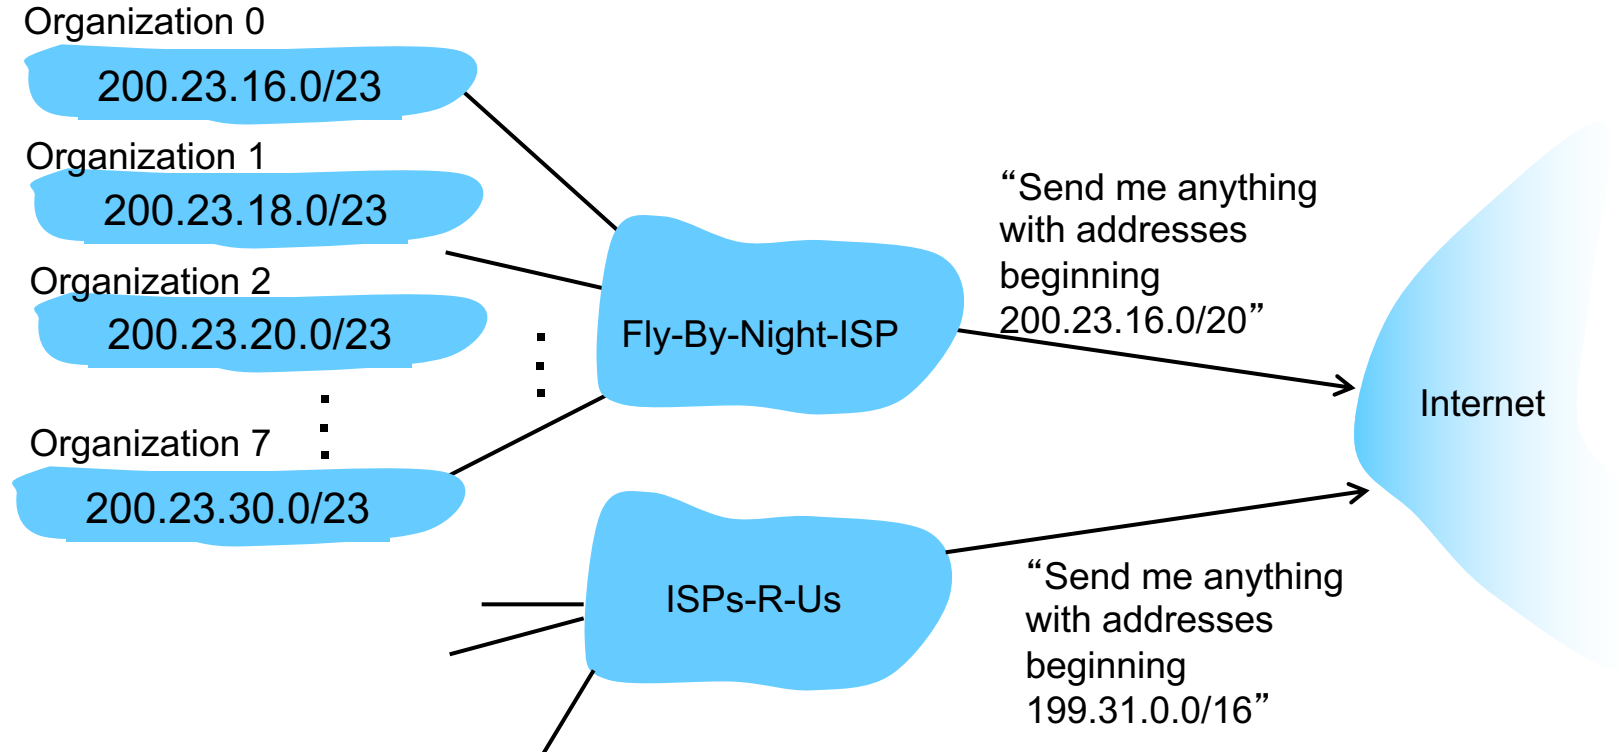 Organization 0
200.23.16.0/23
Organization 1
200.23.18.0/23
Organization 2
200.23.20.0/23
Organization 7
200.23.30.0/23
Fly-By-Night-ISP
“Send me anything
with addresses
beginning
200.23.16.0/20”
Internet
ISPs-R-Us
“Send me anything
with addresses
beginning
199.31.0.0/16”